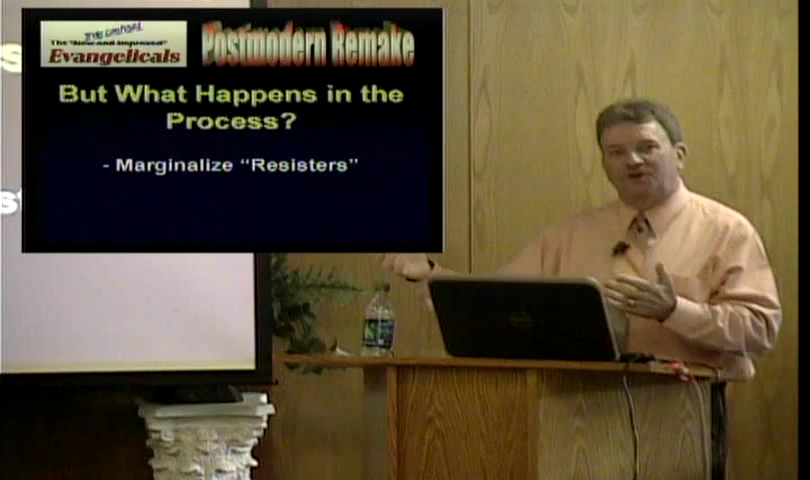 The "New and Improved"
Evangelicals
Postmodern Remake
But What Happens in the
Process?
- Marginalize "Resisters"